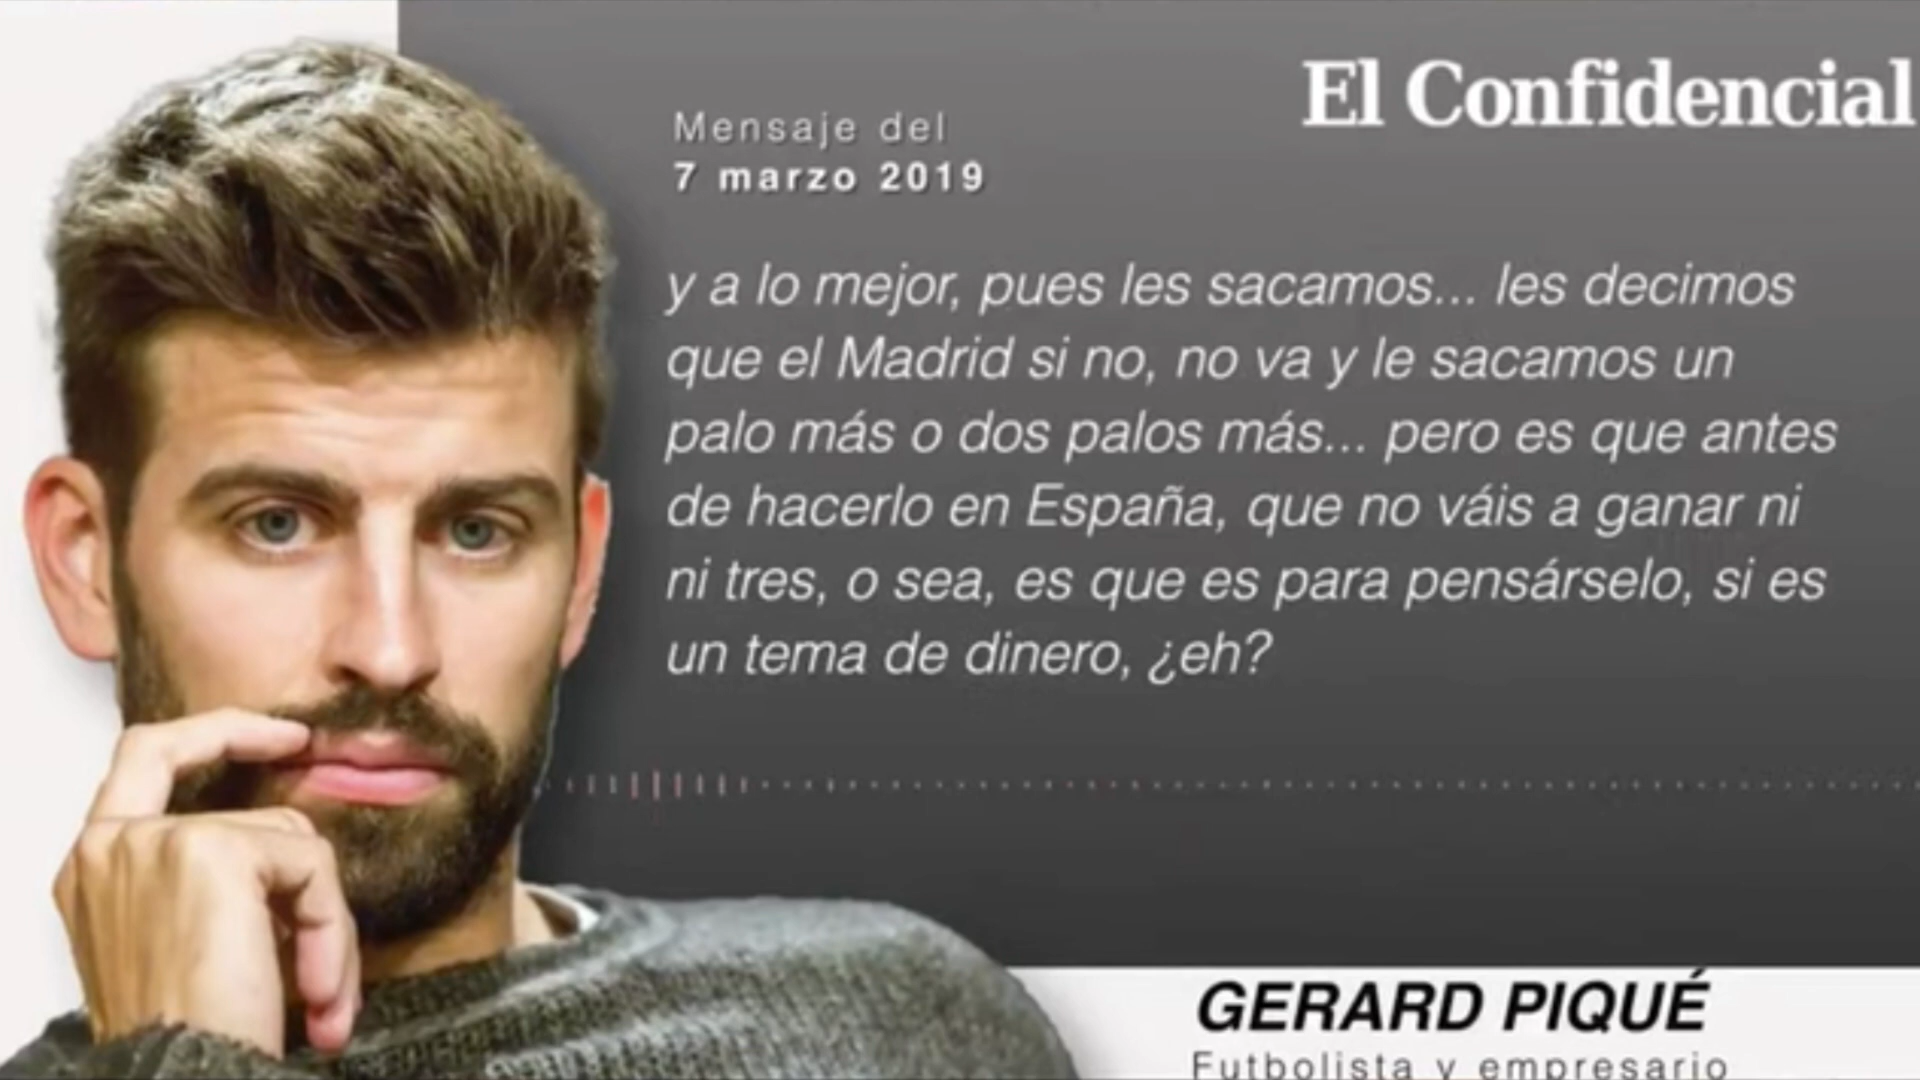 El Confidencial
Mensaje del
7 marzo 2019
y a lo mejor, pues les sacamos... les decimos
que el Madrid si no, no va y le sacamos un
palo más o dos palos más... pero es que antes
de hacerlo en España, que no váis a ganar ni
ni tres, o sea, es que es para pensárselo, si es
un tema de dinero, ¿eh?
GERARD PIQUÉ
Futbolista y empresario